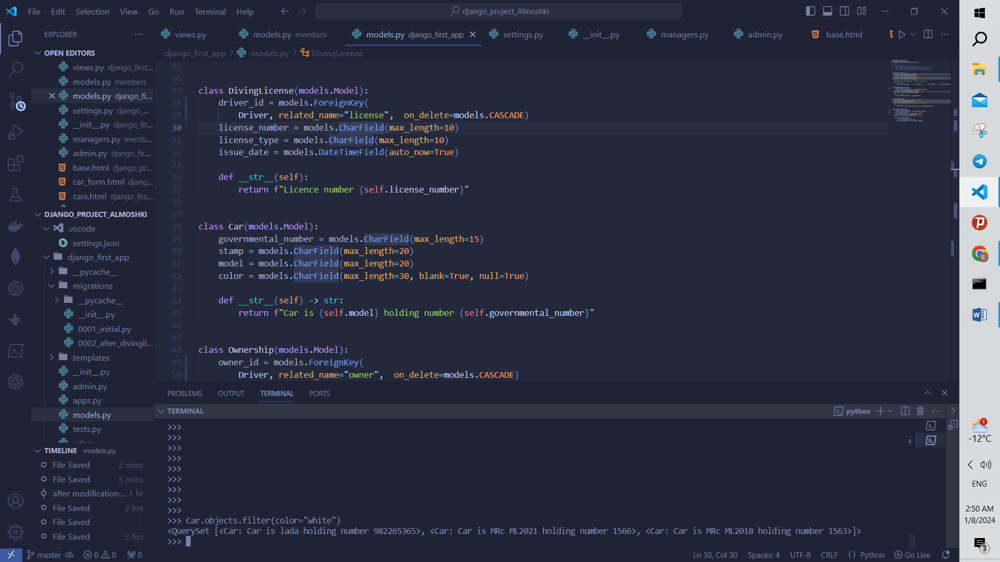 File Edit Selection View Go Run Terminal Help
django_project_Almoshki
EXPLORER
OPEN EDITORS
views.py django_first...
models.py members
models.py django_fi...
settings.py django_...
__init__.py django_fir...
managers.py memb...
admin.py django_fir...
base.html django_pr...
car_form.html djang...
cars.html django_firs...
DJANGO_PROJECT_ALMOSHKI
.vscode
settings.json
django_first_app
__pycache__
migrations
__pycache__
__init__.py
0001_initial.py
0002_alter_divingli...
templates
__init__.py
admin.py
apps.py
models.py
tests.py
TIMELINE models.py
File Saved 2 mins
File Saved 5 mins
after modification... 1 hr
File Saved 2 hrs
File Saved
File Saved 3 hrs
views.py models.py members models.py django_first_app settings.py __init__.py managers.py admin.py base.html
django_first_app > models.py > DivingLicense
25
26
27 class DivingLicense(models.Model):
28 driver_id = models.ForeignKey(
29 Driver, related_name="license", on_delete=models.CASCADE)
30 license_number = models.CharField(max_length=10)
31 license_type = models.CharField(max_length=10)
32 issue_date = models.DateTimeField(auto_now=True)
33
34 def __str__(self):
35 return f"Licence number {self.license_number}"
36
37
38 class Car(models.Model):
39 governmental_number = models.CharField(max_length=15)
40 stamp = models.CharField(max_length=20)
41 model = models.CharField(max_length=20)
42 color = models.CharField(max_length=30, blank=True, null=True)
43
44 def __str__(self) -> str:
45 return f"Car is {self.model} holding number {self.governmental_number}"
46
47
48 class Ownership(models.Model):
49 owner_id = models.ForeignKey(
50 Driver, related_name="owner", on_delete=models.CASCADE)
PROBLEMS OUTPUT TERMINAL PORTS
TERMINAL
python
>>>
>>>
>>>
>>>
>>>
>>>
>>>
>>>
>>>
>>> Car.objects.filter(color="white")
<QuerySet [<Car: Car is lada holding number 982265365>, <Car: Car is MRc ML2021 holding number 1566>, <Car: Car is MRc ML2018 holding number 1563>]>
>>>
master 0 0 0
Ln 30, Col 30 Spaces: 4 UTF-8 CRLF {} Python Go Live
E
W
1
-12°C
ENG
2:50 AM
1/8/2024
3